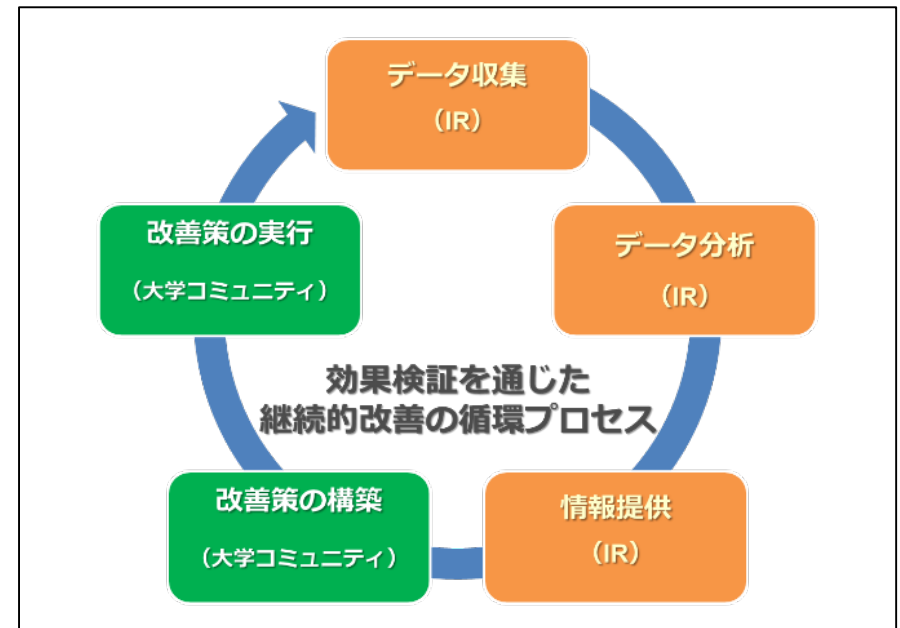 データ収集
（IR）
データ分析
（IR）
情報提供
（IR）
改善策の構築
（大学コミュニティ）
改善策の実行
（大学コミュニティ）
効果検証を通じた
継続的改善の循環プロセス